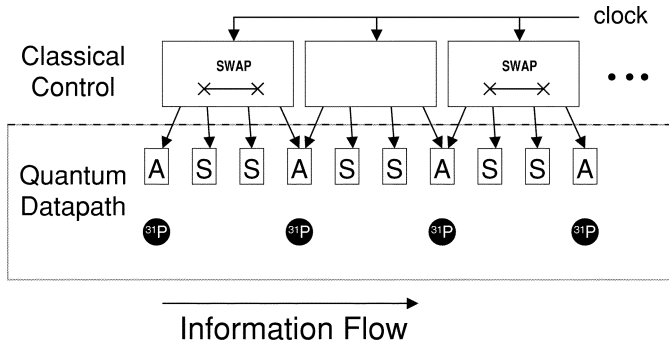 clock
Classical
Control
SWAP SWAP
A S S A S S A S S A
Quantum
Datapath
³¹P ³¹P ³¹P ³¹P
Information Flow